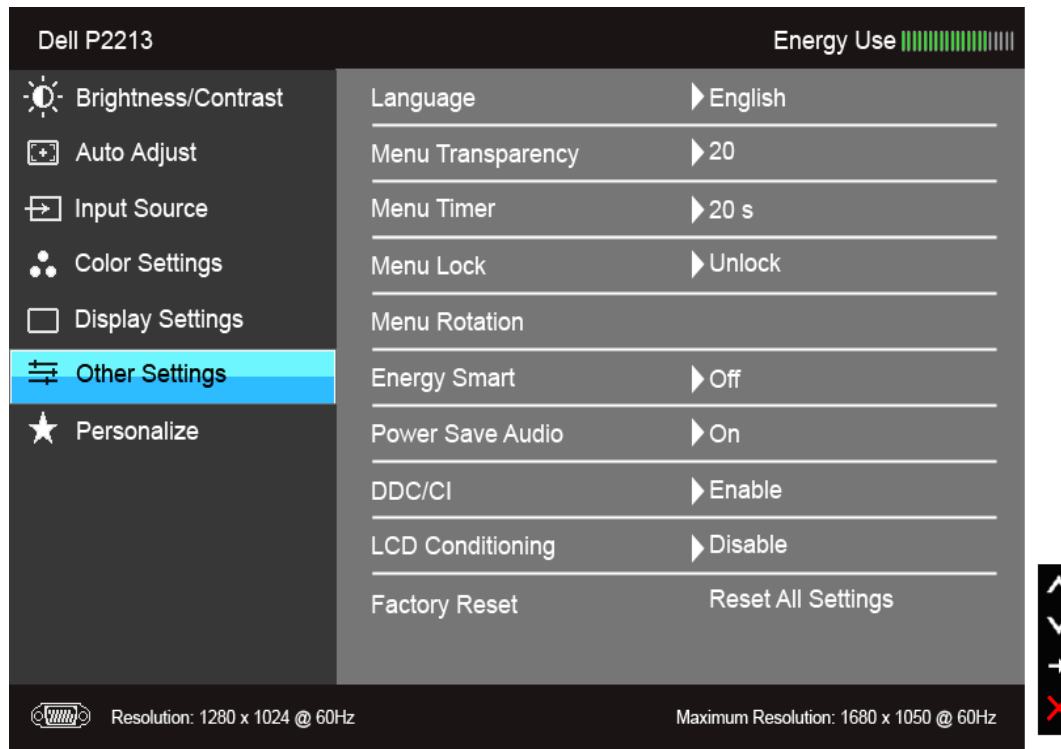 Dell P2213 Energy Use
Brightness/Contrast
Auto Adjust
Input Source
Color Settings
Display Settings
Other Settings
Personalize
Language English
Menu Transparency 20
Menu Timer 20 s
Menu Lock Unlock
Menu Rotation
Energy Smart Off
Power Save Audio On
DDC/CI Enable
LCD Conditioning Disable
Factory Reset Reset All Settings
Resolution: 1280 x 1024 @ 60Hz Maximum Resolution: 1680 x 1050 @ 60Hz